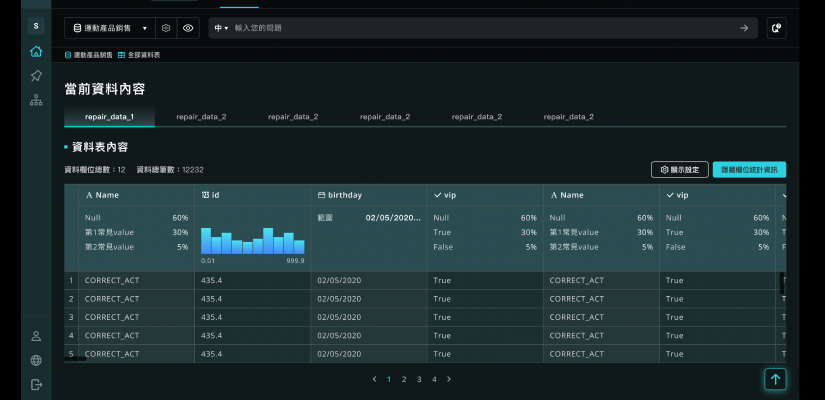 S
運動產品銷售
中 輸入您的問題
運動產品銷售 全部資料表
當前資料內容
repair_data_1 repair_data_2 repair_data_2 repair_data_2 repair_data_2 repair_data_2
資料表內容
資料欄位總數：12 資料總筆數：12232
顯示設定
隱藏欄位統計資訊
A Name id birthday vip A Name vip
Null 60% 範圍 02/05/2020... Null 60% Null 60% Null 60%
第1常見value 30% True 30% 第1常見value 30% True 30%
第2常見value 5% False 5% 第2常見value 5% False 5%
0.01 999.9
1 CORRECT_ACT 435.4 02/05/2020 True CORRECT_ACT True
2 CORRECT_ACT 435.4 02/05/2020 True CORRECT_ACT True
3 CORRECT_ACT 435.4 02/05/2020 True CORRECT_ACT True
4 CORRECT_ACT 435.4 02/05/2020 True CORRECT_ACT True
5 CORRECT_ACT 435.4 02/05/2020 True CORRECT_ACT True
1 2 3 4